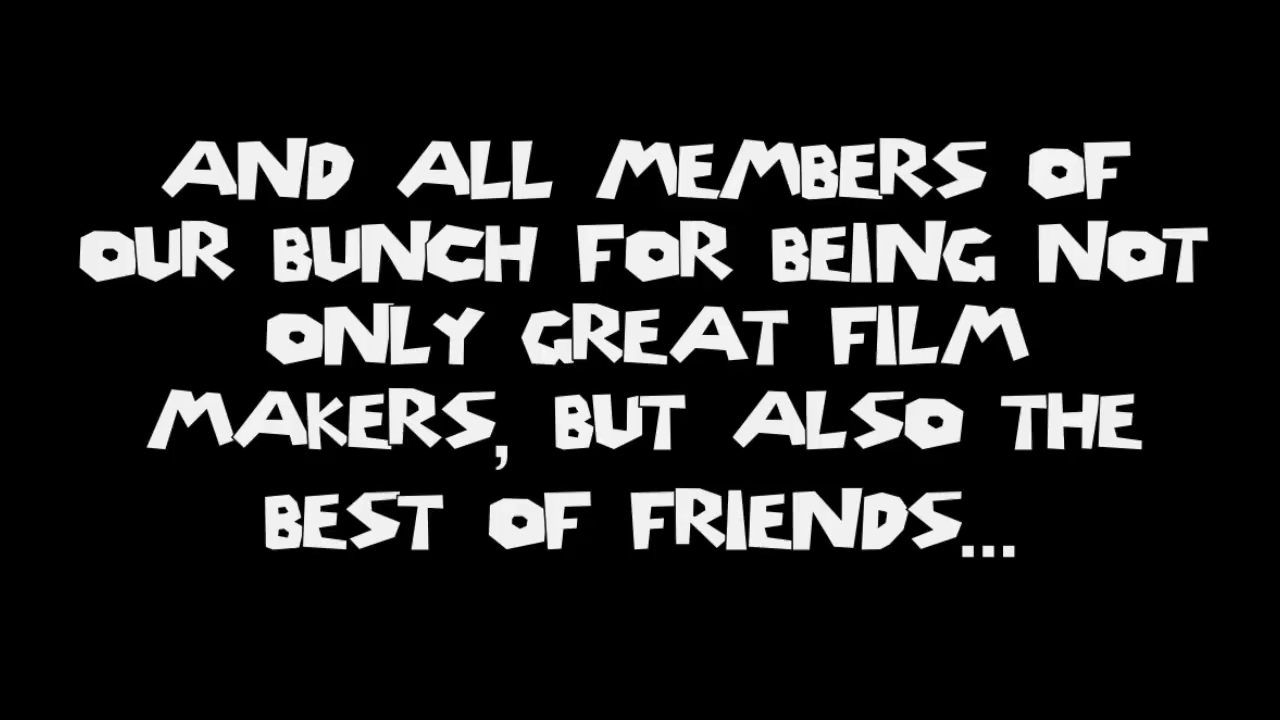 AND ALL MEMBERS OF
OUR BUNCH FOR BEING NOT
ONLY GREAT FILM
MAKERS, BUT ALSO THE
BEST OF FRIENDS...